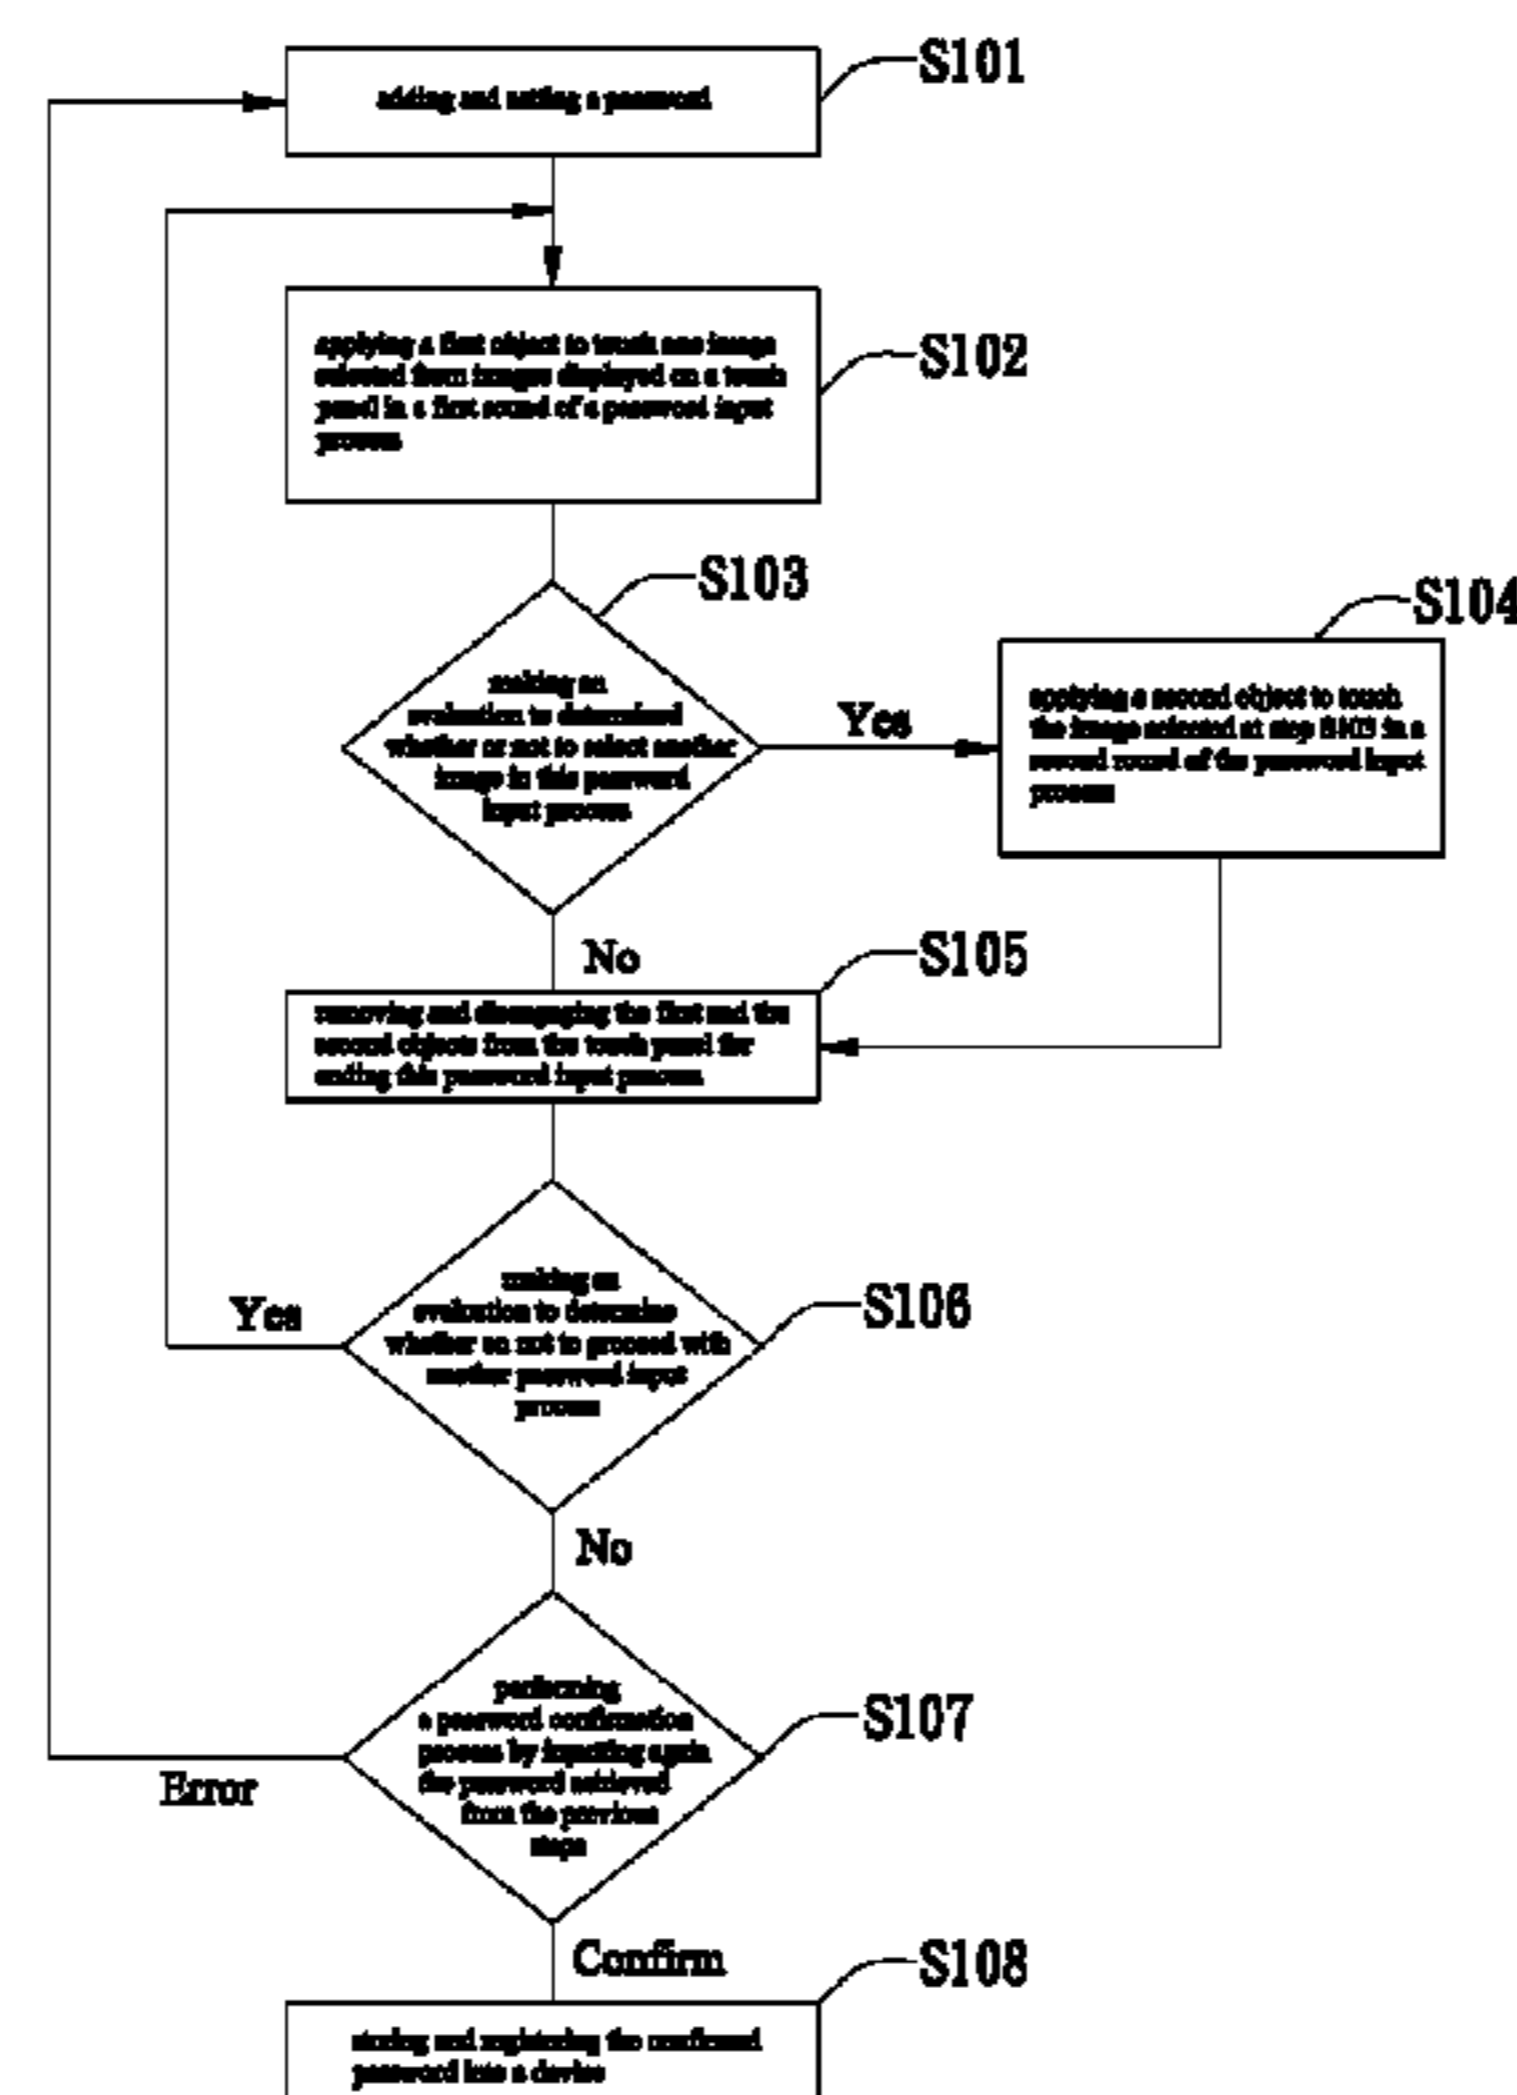 S101
adding and setting a password
S102
applying a first object to touch one image
selected from images displayed on a touch
panel in a first round of a password input
process
S103
making an
evaluation to determined
whether or not to select another
image in this password
input process
Yes
S104
applying a second object to touch
the image selected at step S103 in a
second round of the password input
process
No
S105
removing and disengaging the first and the
second objects from the touch panel for
ending this password input process
S106
making an
evaluation to determine
whether on not to proceed with
another password input
process
Yes
No
S107
performing
a password confirmation
process by inputting again
the password retrieved
from the previous
steps
Error
Confirm
S108
storing and registering the confirmed
password into a device